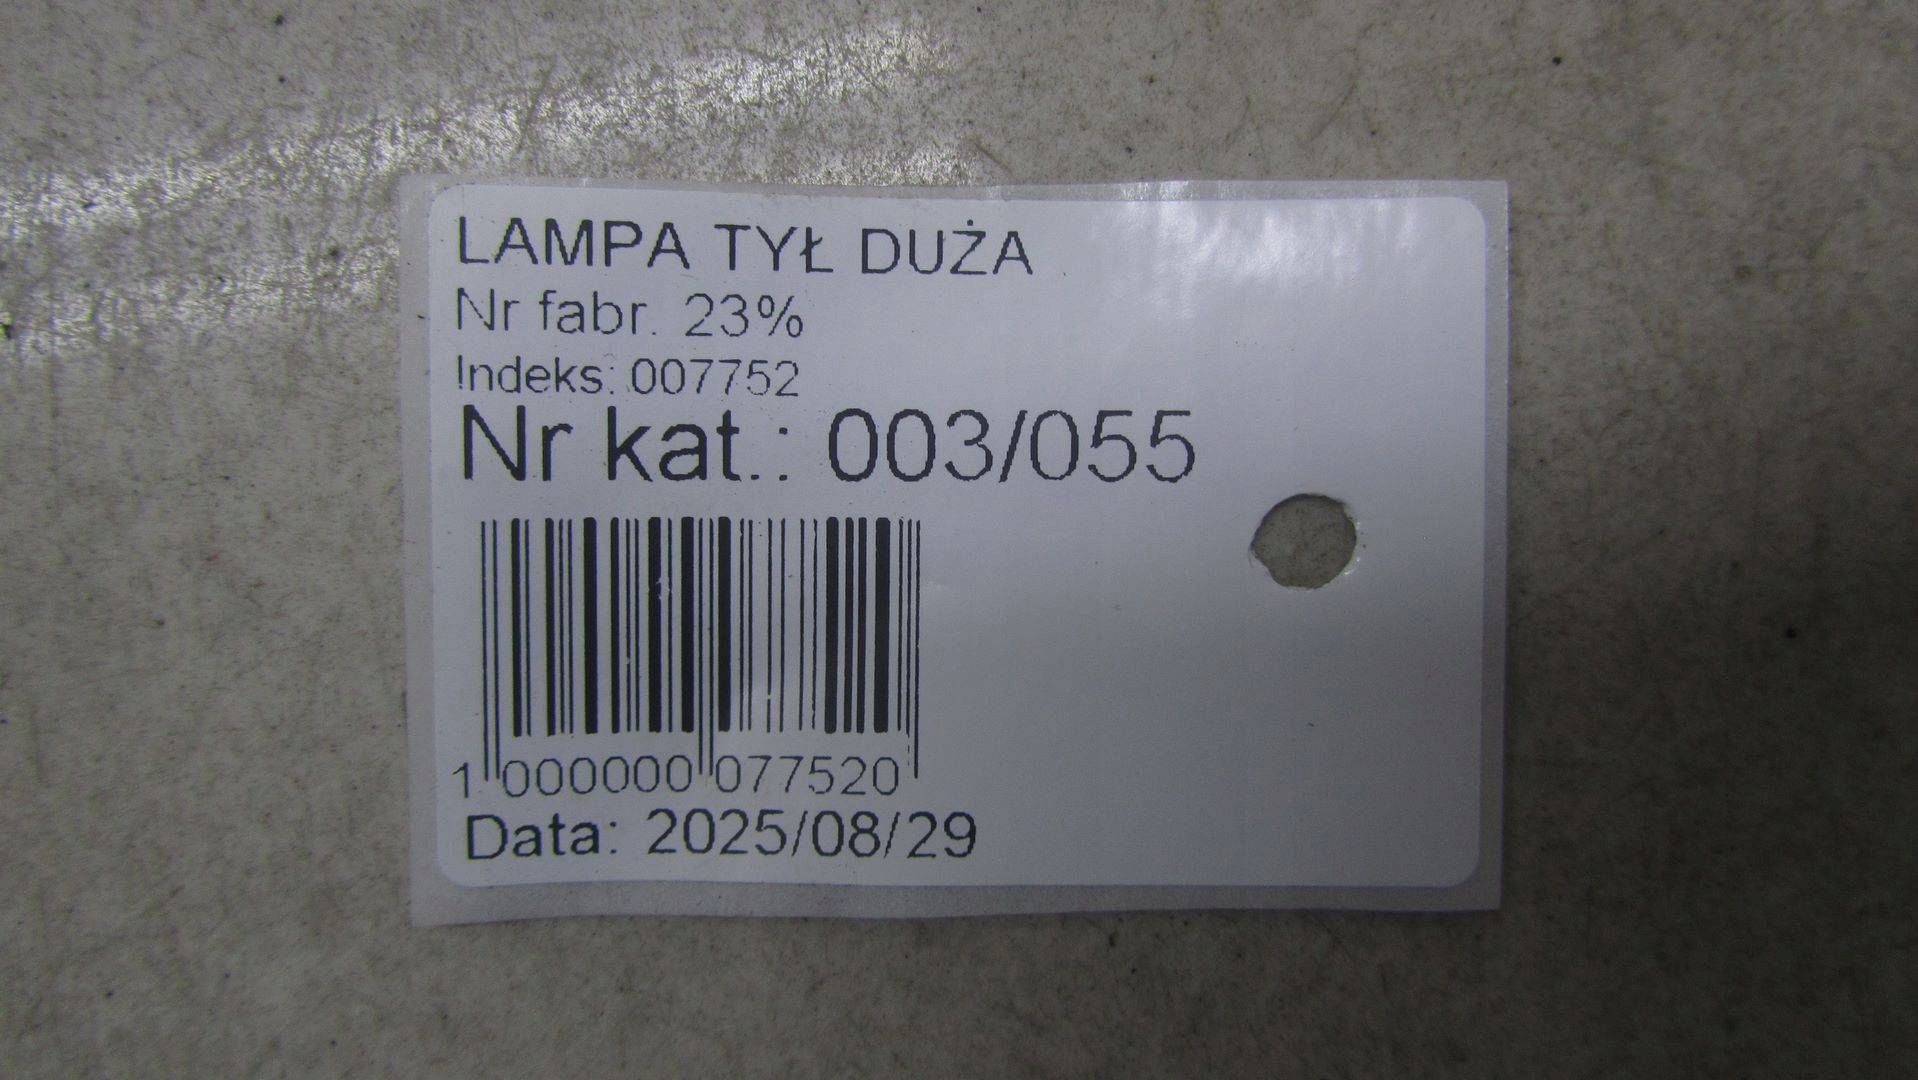 LAMPA TYŁ DUŻA
Nr fabr. 23%
Indeks: 007752
Nr kat.: 003/055
1 000000 077520
Data: 2025/08/29